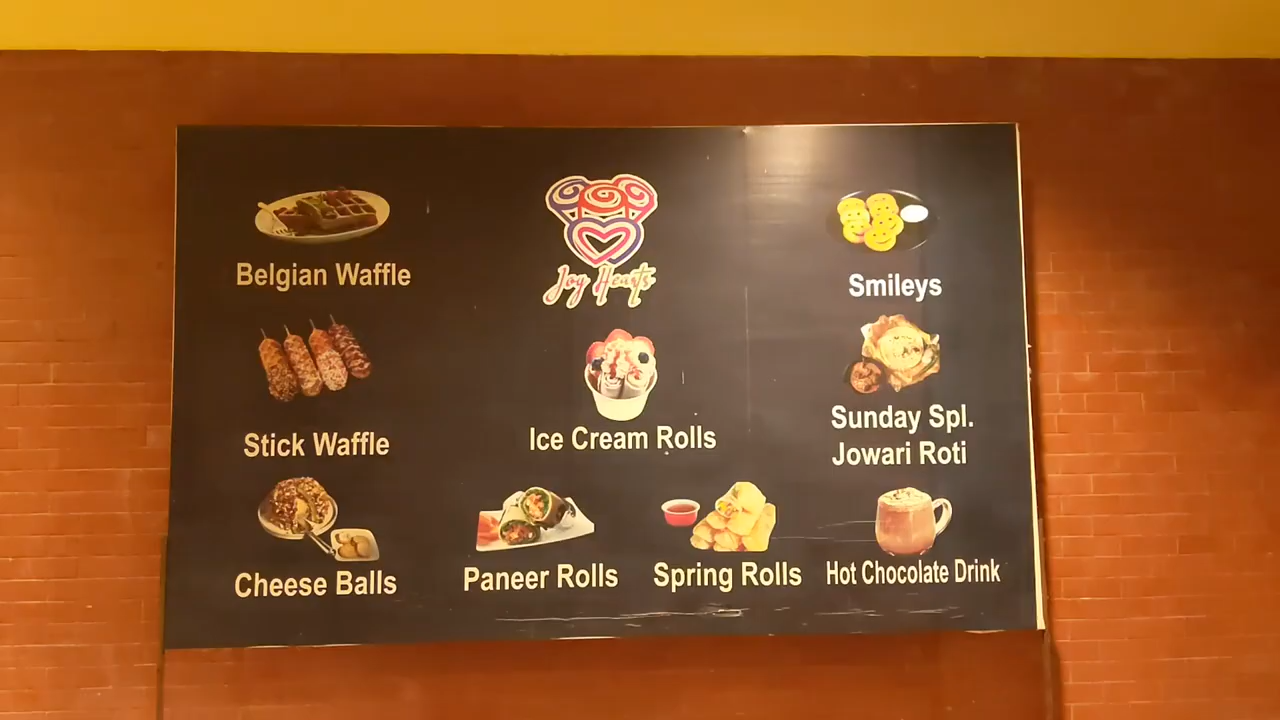 Joy Hearts
Belgian Waffle
Smileys
Stick Waffle
Ice Cream Rolls
Sunday Spl.
Jowari Roti
Cheese Balls
Paneer Rolls
Spring Rolls
Hot Chocolate Drink